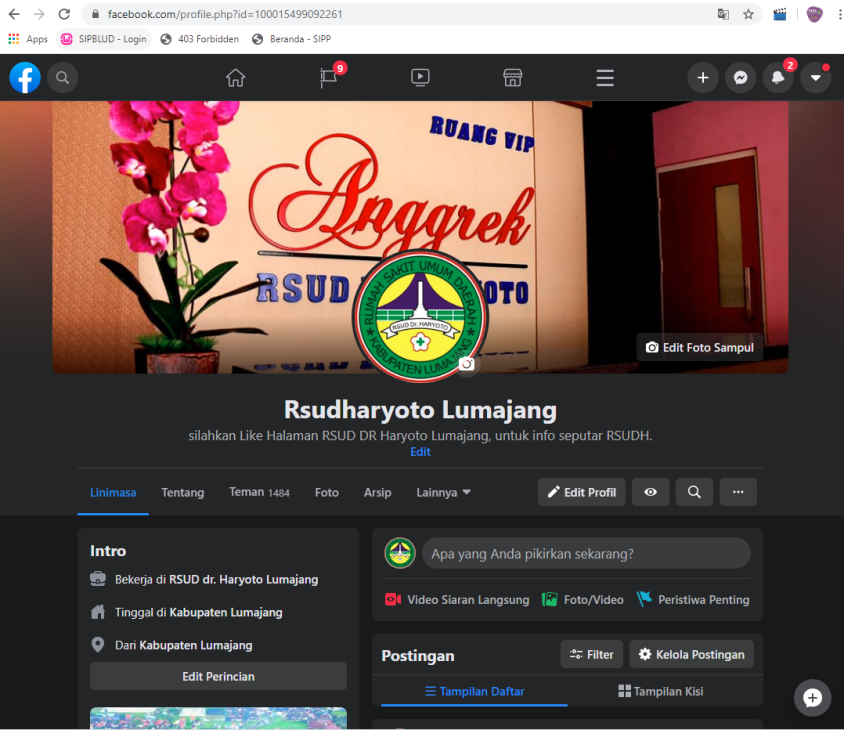 facebook.com/profile.php?id=100015499092261
Apps SIPBLUD - Login 403 Forbidden Beranda - SIPP
9
2
RUANG VIP
Anggrek
RSUD
OTO
RUMAH SAKIT UMUM DAERAH
RSUD Dr. HARYOTO
KABUPATEN LUMAJANG
Edit Foto Sampul
Rsudharyoto Lumajang
silahkan Like Halaman RSUD DR Haryoto Lumajang, untuk info seputar RSUDH.
Edit
Linimasa Tentang Teman 1484 Foto Arsip Lainnya Edit Profil
Intro
Bekerja di RSUD dr. Haryoto Lumajang
Tinggal di Kabupaten Lumajang
Dari Kabupaten Lumajang
Edit Perincian
Apa yang Anda pikirkan sekarang?
Video Siaran Langsung Foto/Video Peristiwa Penting
Postingan Filter Kelola Postingan
Tampilan Daftar Tampilan Kisi